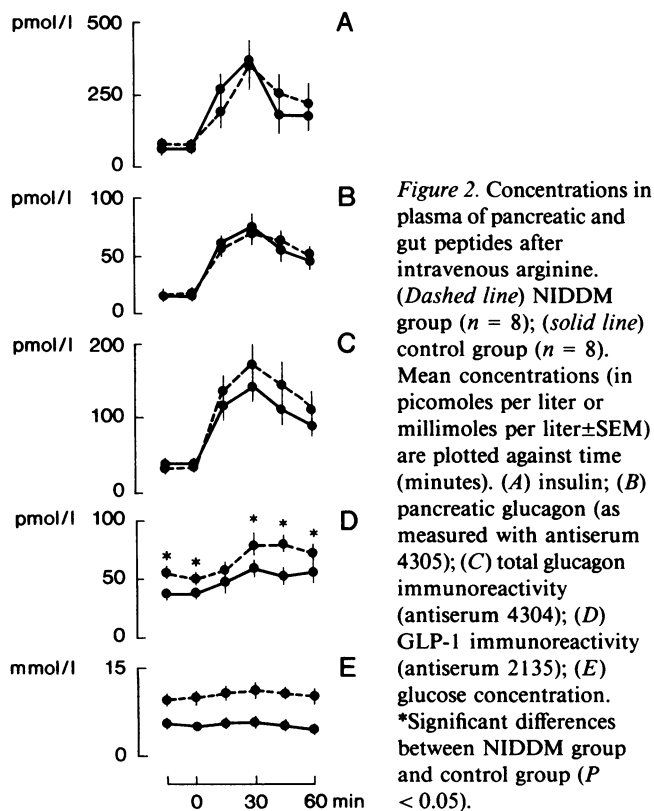 pmol/l 500 A
250
0
pmol/l 100 B
50
0
pmol/l 200 C
100
0
pmol/l 100 D
* * * * *
50
0
mmol/l 15 E
0
0 30 60 min
Figure 2. Concentrations in
plasma of pancreatic and
gut peptides after
intravenous arginine.
(Dashed line) NIDDM
group (n = 8); (solid line)
control group (n = 8).
Mean concentrations (in
picomoles per liter or
millimoles per liter±SEM)
are plotted against time
(minutes). (A) insulin; (B)
pancreatic glucagon (as
measured with antiserum
4305); (C) total glucagon
immunoreactivity
(antiserum 4304); (D)
GLP-1 immunoreactivity
(antiserum 2135); (E)
glucose concentration.
*Significant differences
between NIDDM group
and control group (P
< 0.05).